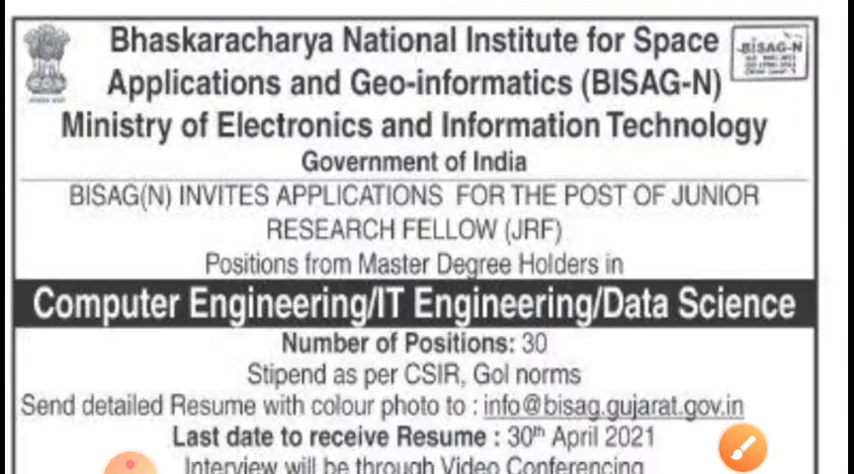 Bhaskaracharya National Institute for Space
BISAG-N
Applications and Geo-informatics (BISAG-N)
Ministry of Electronics and Information Technology
Government of India
BISAG(N) INVITES APPLICATIONS FOR THE POST OF JUNIOR
RESEARCH FELLOW (JRF)
Positions from Master Degree Holders in
Computer Engineering/IT Engineering/Data Science
Number of Positions: 30
Stipend as per CSIR, GoI norms
Send detailed Resume with colour photo to : info@bisag.gujarat.gov.in
Last date to receive Resume : 30th April 2021
Interview will be through Video Conferencing